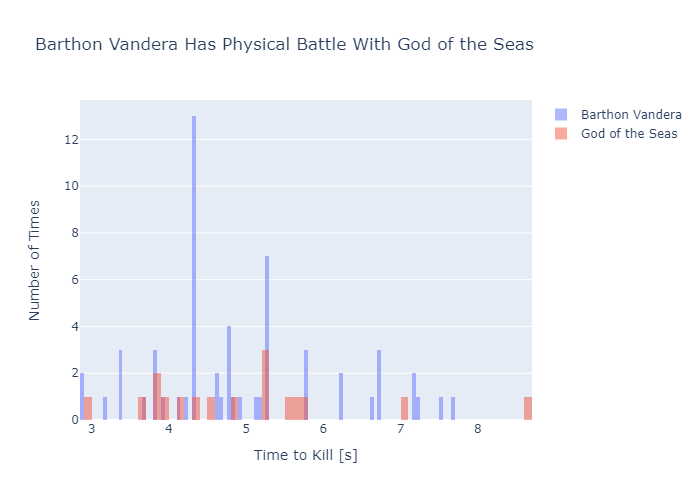 Barthon Vandera Has Physical Battle With God of the Seas
Barthon Vandera
God of the Seas
Number of Times
12
10
8
6
4
2
0
3 4 5 6 7 8
Time to Kill [s]